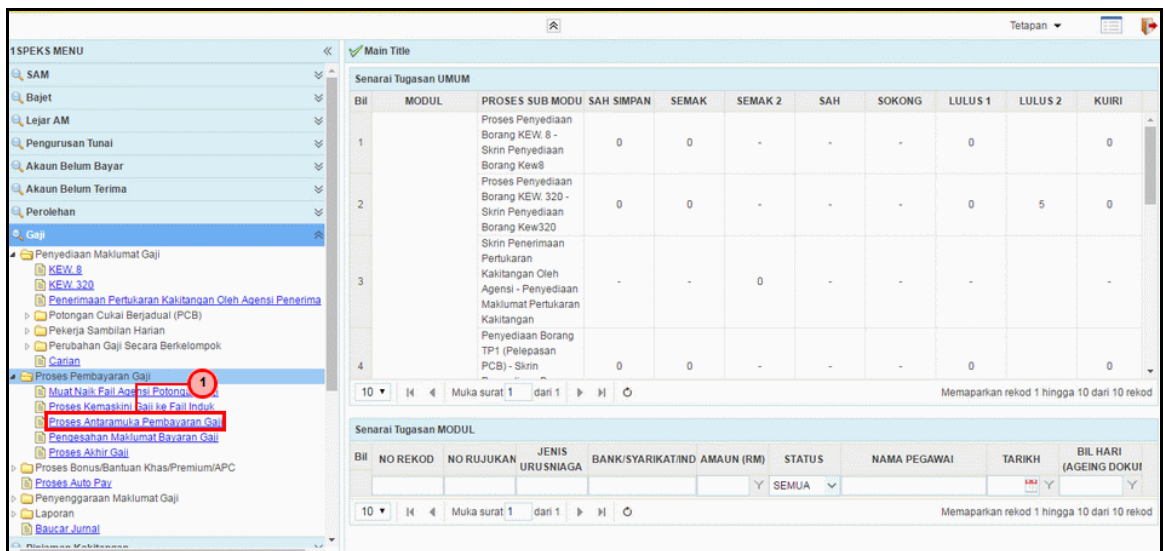 Tetapan
1SPEKS MENU
Main Title
SAM
Bajet
Lejar AM
Pengurusan Tunai
Akaun Belum Bayar
Akaun Belum Terima
Perolehan
Gaji
Penyediaan Maklumat Gaji
KEW. 8
KEW. 320
Penerimaan Pertukaran Kakitangan Oleh Agensi Penerima
Potongan Cukai Berjadual (PCB)
Pekerja Sambilan Harian
Perubahan Gaji Secara Berkelompok
Carian
Proses Pembayaran Gaji
1
Muat Naik Fail Agensi
Proses Kemaskini Gaji ke Fail Induk
Proses Antaramuka Pembayaran Gaji
Pengesahan Maklumat Bayaran Gaji
Proses Akhir Gaji
Proses Bonus/Bantuan Khas/Premium/APC
Proses Auto Pay
Penyenggaraan Maklumat Gaji
Laporan
Baucar Jurnal
Senarai Tugasan UMUM
Bil MODUL PROSES SUB MODU SAH SIMPAN SEMAK SEMAK 2 SAH SOKONG LULUS 1 LULUS 2 KUIRI
Proses Penyediaan
Borang KEW. 8 -
1 Skrin Penyediaan 0 0 - - - 0 0
Borang Kew8
Proses Penyediaan
Borang KEW. 320 -
2 Skrin Penyediaan 0 0 - - - 0 5 0
Borang Kew320
Skrin Penerimaan
Pertukaran
Kakitangan Oleh
3 Agensi - Penyediaan - - 0 - - - -
Maklumat Pertukaran
Kakitangan
Penyediaan Borang
TP1 (Pelepasan
4 PCB) - Skrin 0 0 - - - 0 0
10 Muka surat 1 dari 1 Memaparkan rekod 1 hingga 10 dari 10 rekod
Senarai Tugasan MODUL
Bil NO REKOD NO RUJUKAN JENIS URUSNIAGA BANK/SYARIKAT/IND AMAUN (RM) STATUS NAMA PEGAWAI TARIKH BIL HARI (AGEING DOKUI
SEMUA
10 Muka surat 1 dari 1 Memaparkan rekod 1 hingga 10 dari 10 rekod